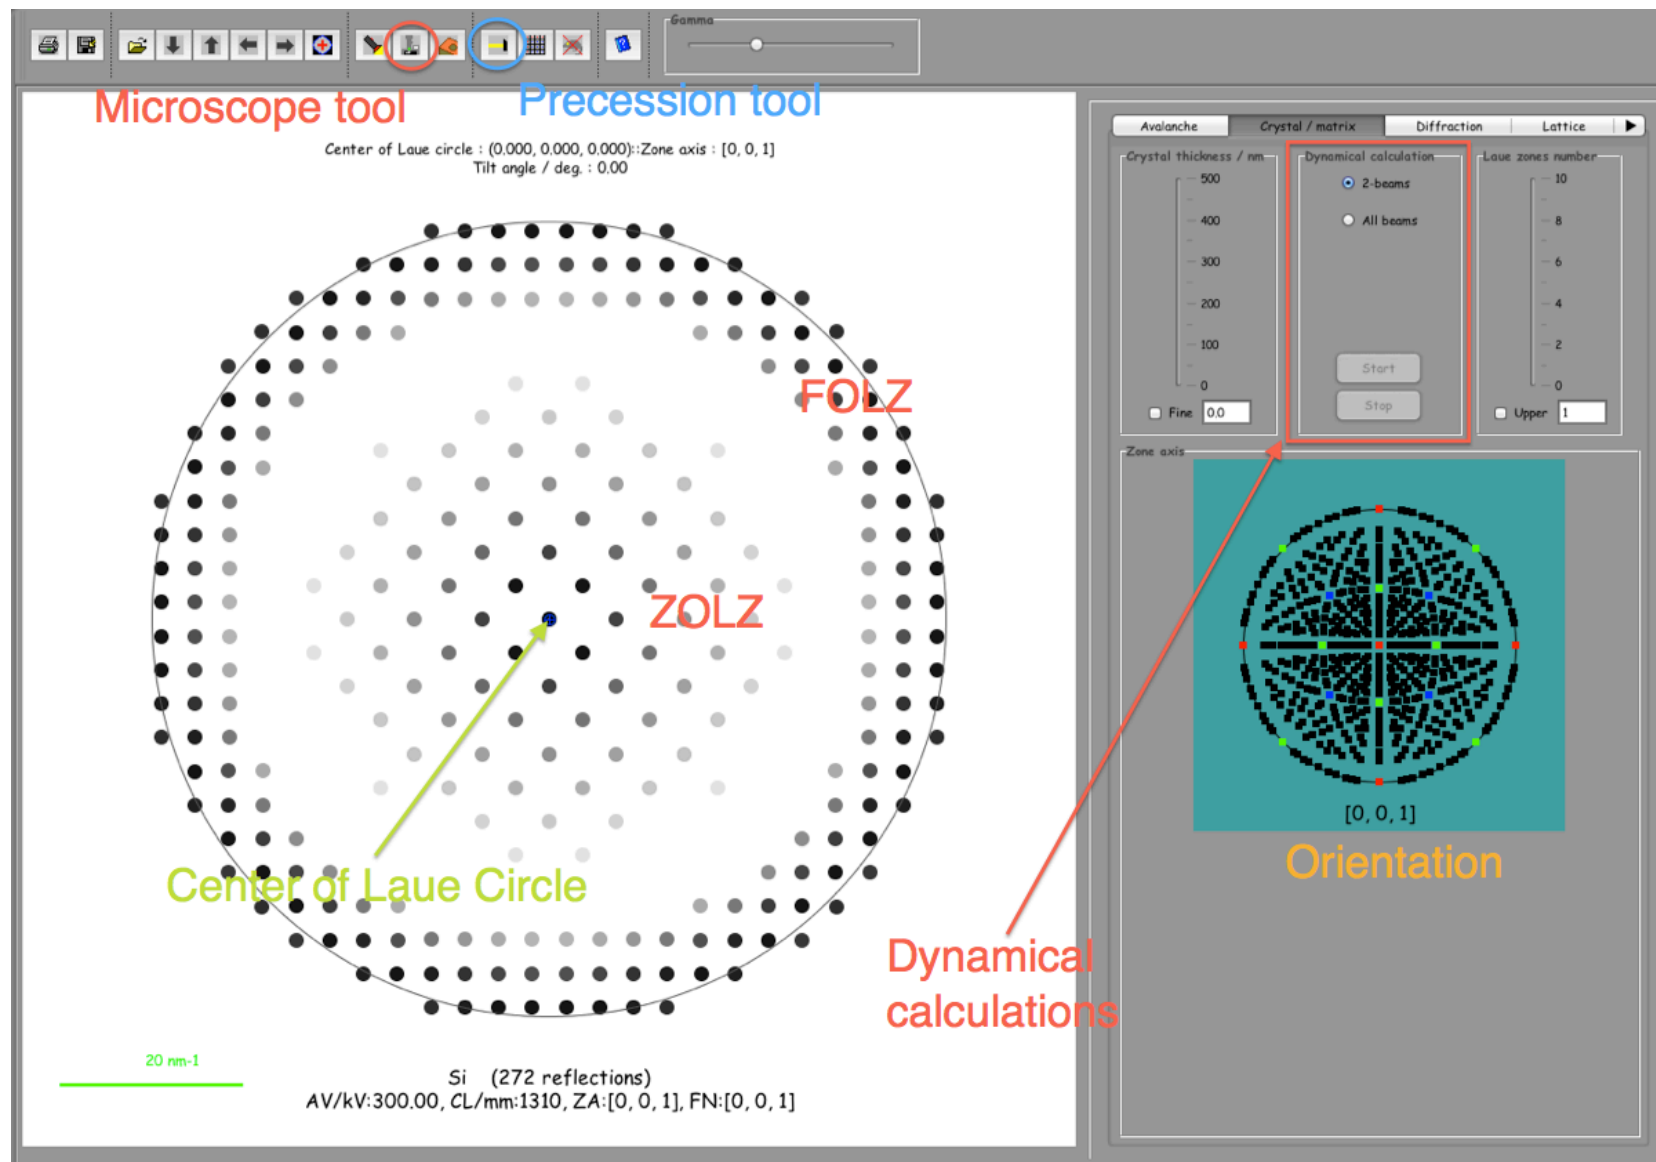 Gamma
Microscope tool
Precession tool
Center of Laue circle : (0.000, 0.000, 0.000)::Zone axis : [0, 0, 1]
Tilt angle / deg. : 0.00
FOLZ
ZOLZ
Center of Laue Circle
20 nm-1
Si (272 reflections)
AV/kV:300.00, CL/mm:1310, ZA:[0, 0, 1], FN:[0, 0, 1]
Avalanche
Crystal / matrix
Diffraction
Lattice
Crystal thickness / nm
500
400
300
200
100
0
Fine 0.0
Dynamical calculation
2-beams
All beams
Start
Stop
Laue zones number
10
8
6
4
2
0
Upper 1
Zone axis
[0, 0, 1]
Orientation
Dynamical
calculations